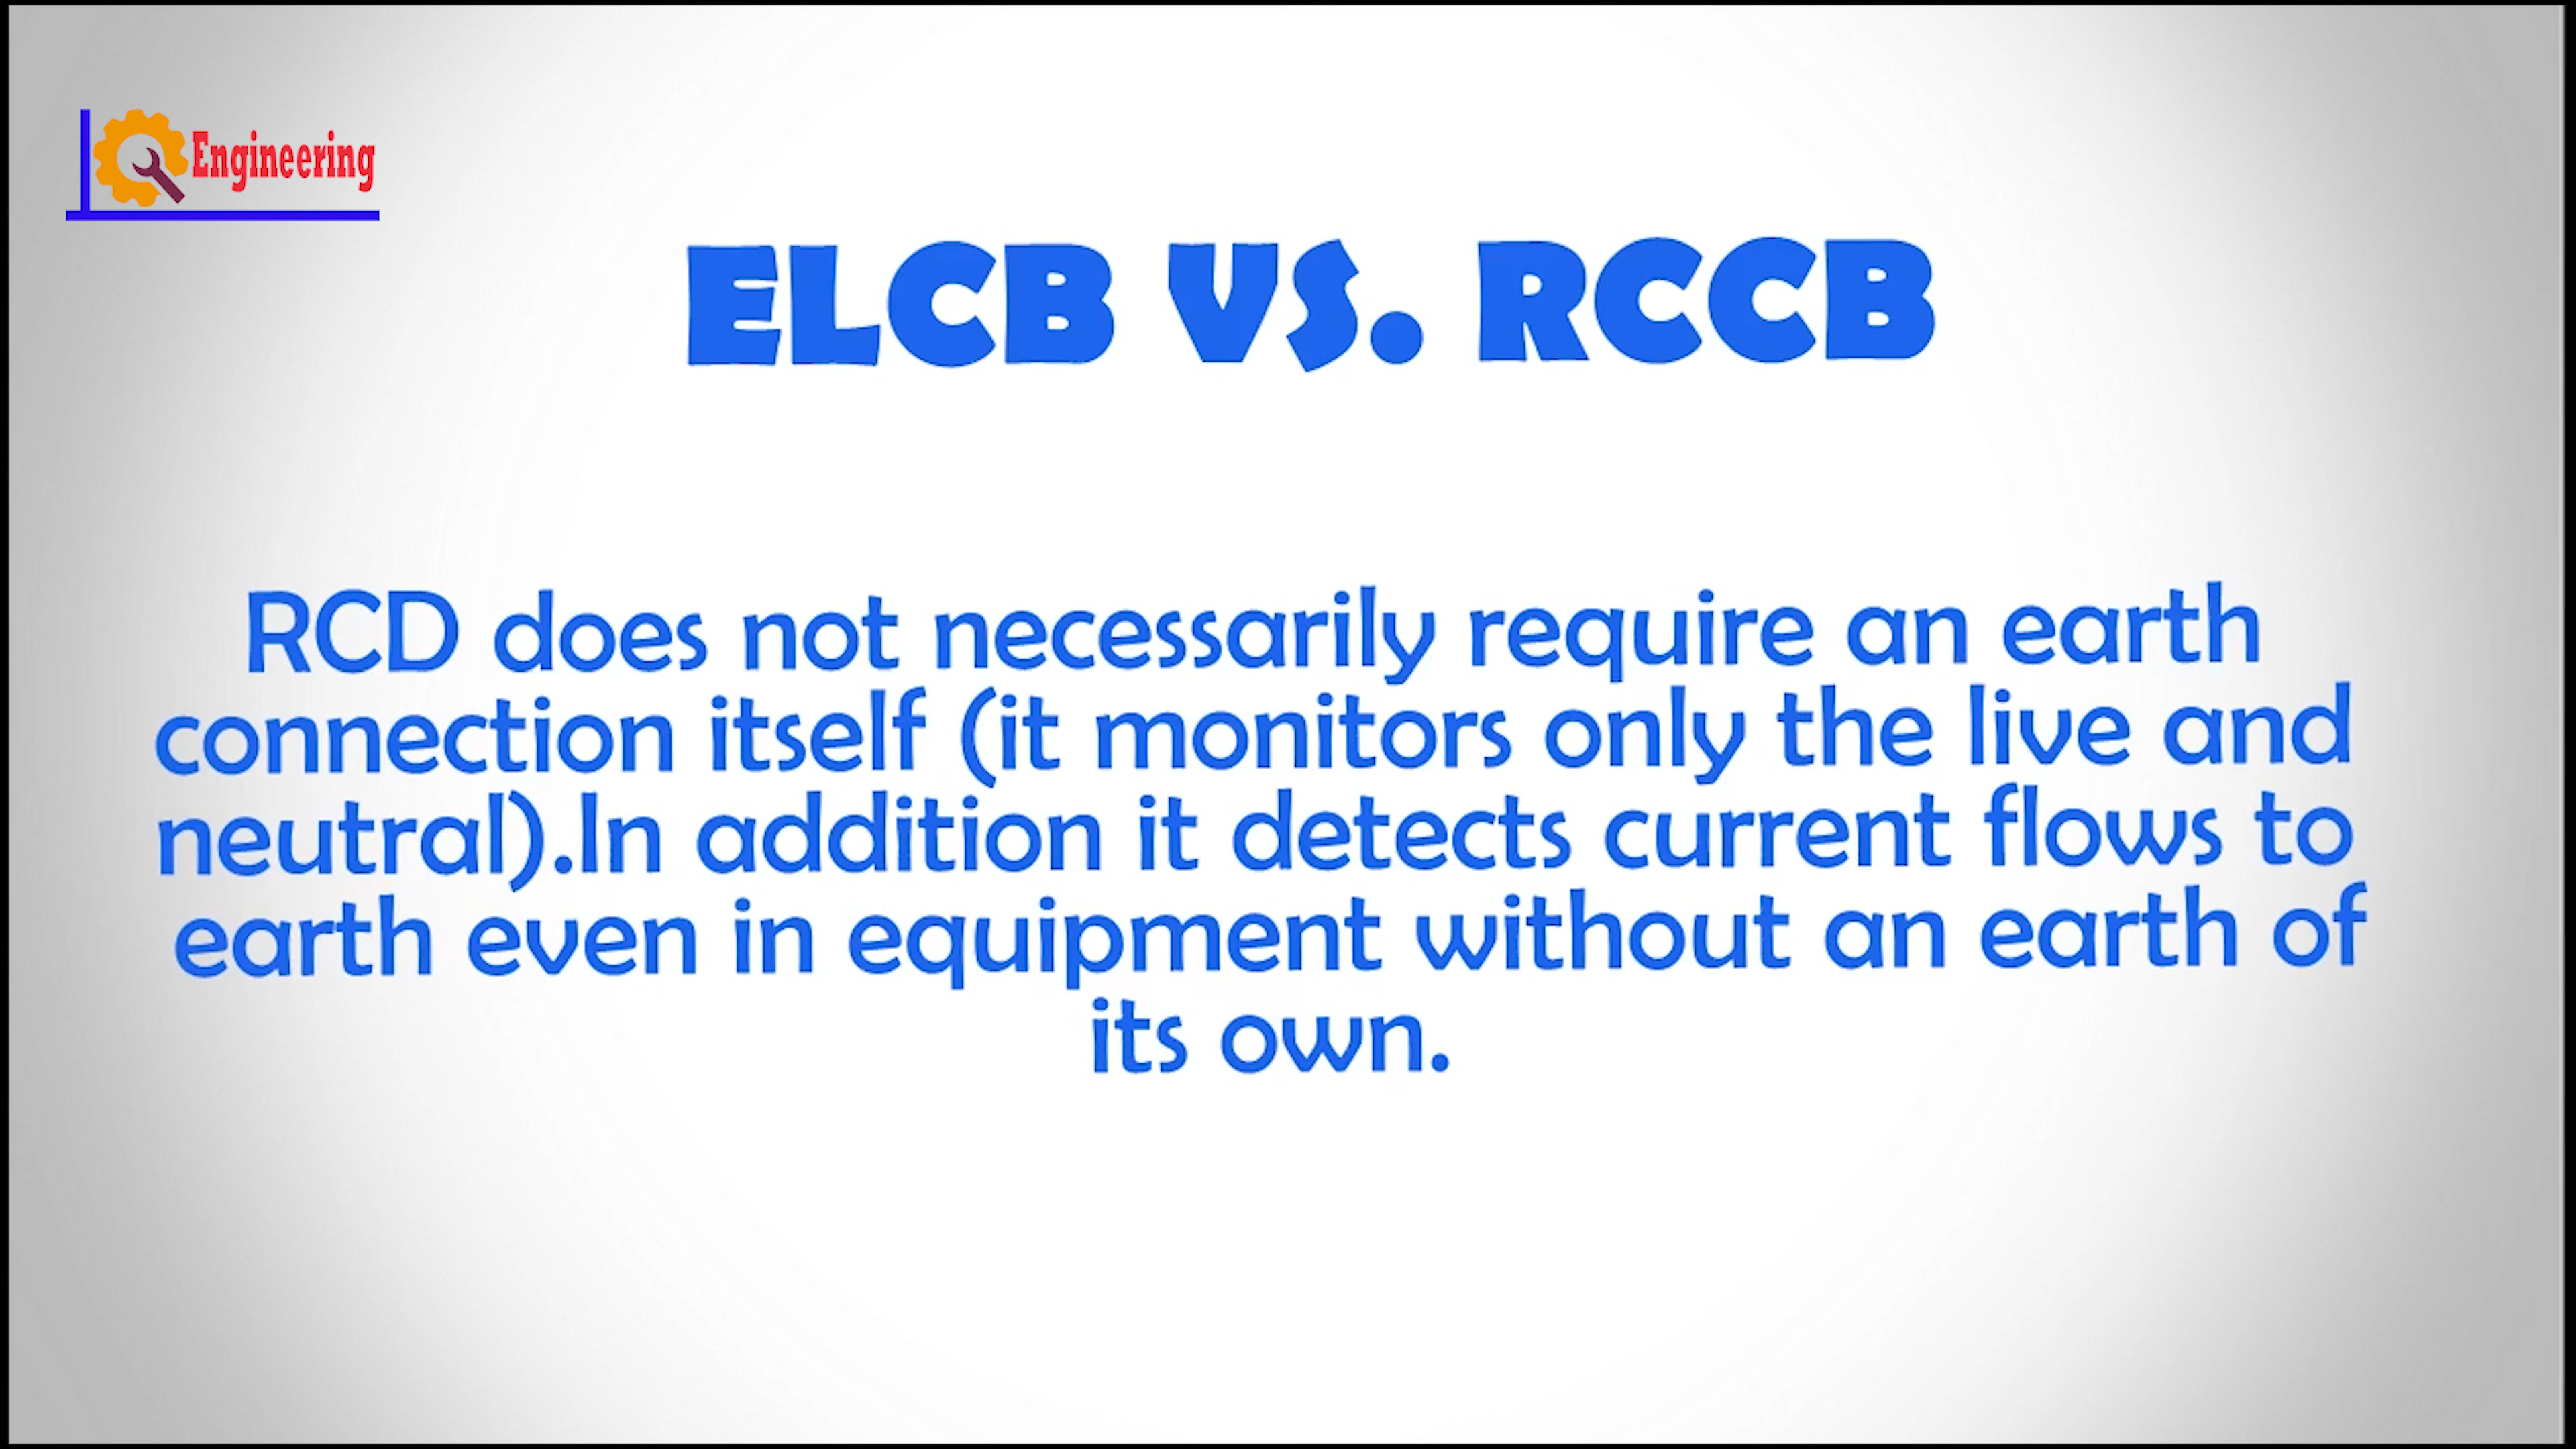 Engineering
ELCB VS. RCCB
RCD does not necessarily require an earth
connection itself (it monitors only the live and
neutral).In addition it detects current flows to
earth even in equipment without an earth of
its own.